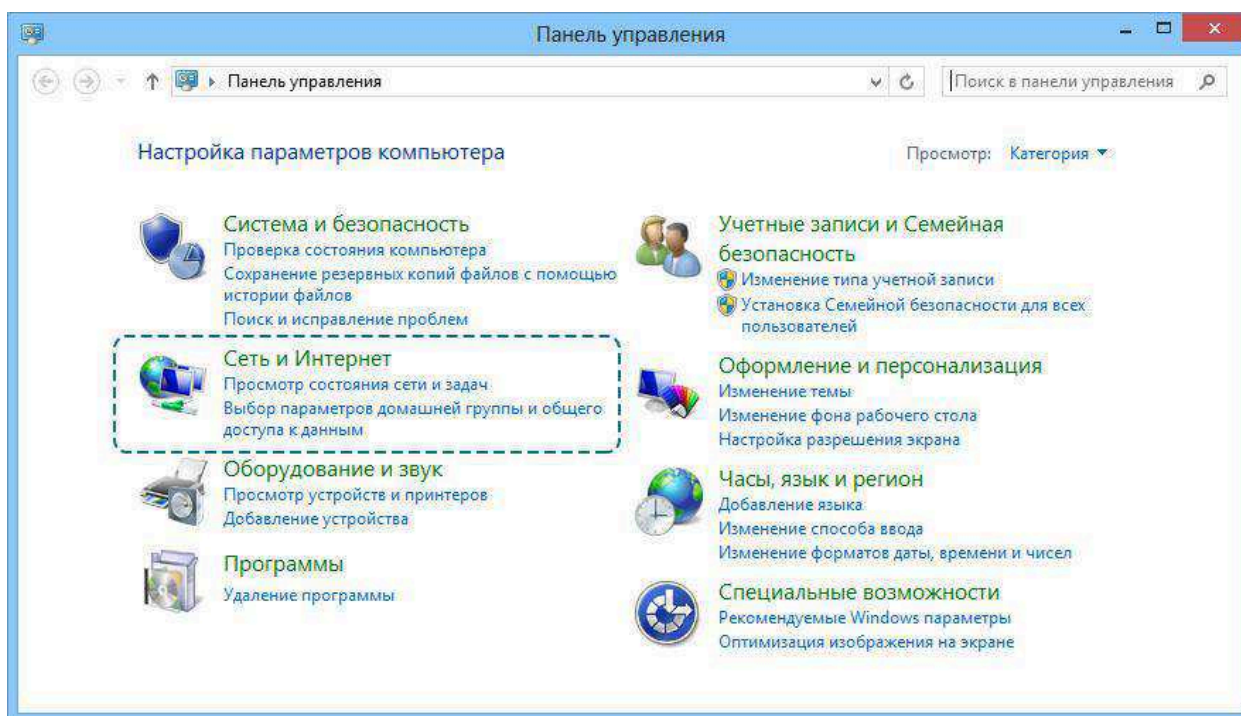 Панель управления
Панель управления
Поиск в панели управления
Настройка параметров компьютера
Просмотр: Категория
Система и безопасность
Проверка состояния компьютера
Сохранение резервных копий файлов с помощью
истории файлов
Поиск и исправление проблем
Сеть и Интернет
Просмотр состояния сети и задач
Выбор параметров домашней группы и общего
доступа к данным
Оборудование и звук
Просмотр устройств и принтеров
Добавление устройства
Программы
Удаление программы
Учетные записи и Семейная
безопасность
Изменение типа учетной записи
Установка Семейной безопасности для всех
пользователей
Оформление и персонализация
Изменение темы
Изменение фона рабочего стола
Настройка разрешения экрана
Часы, язык и регион
Добавление языка
Изменение способа ввода
Изменение форматов даты, времени и чисел
Специальные возможности
Рекомендуемые Windows параметры
Оптимизация изображения на экране